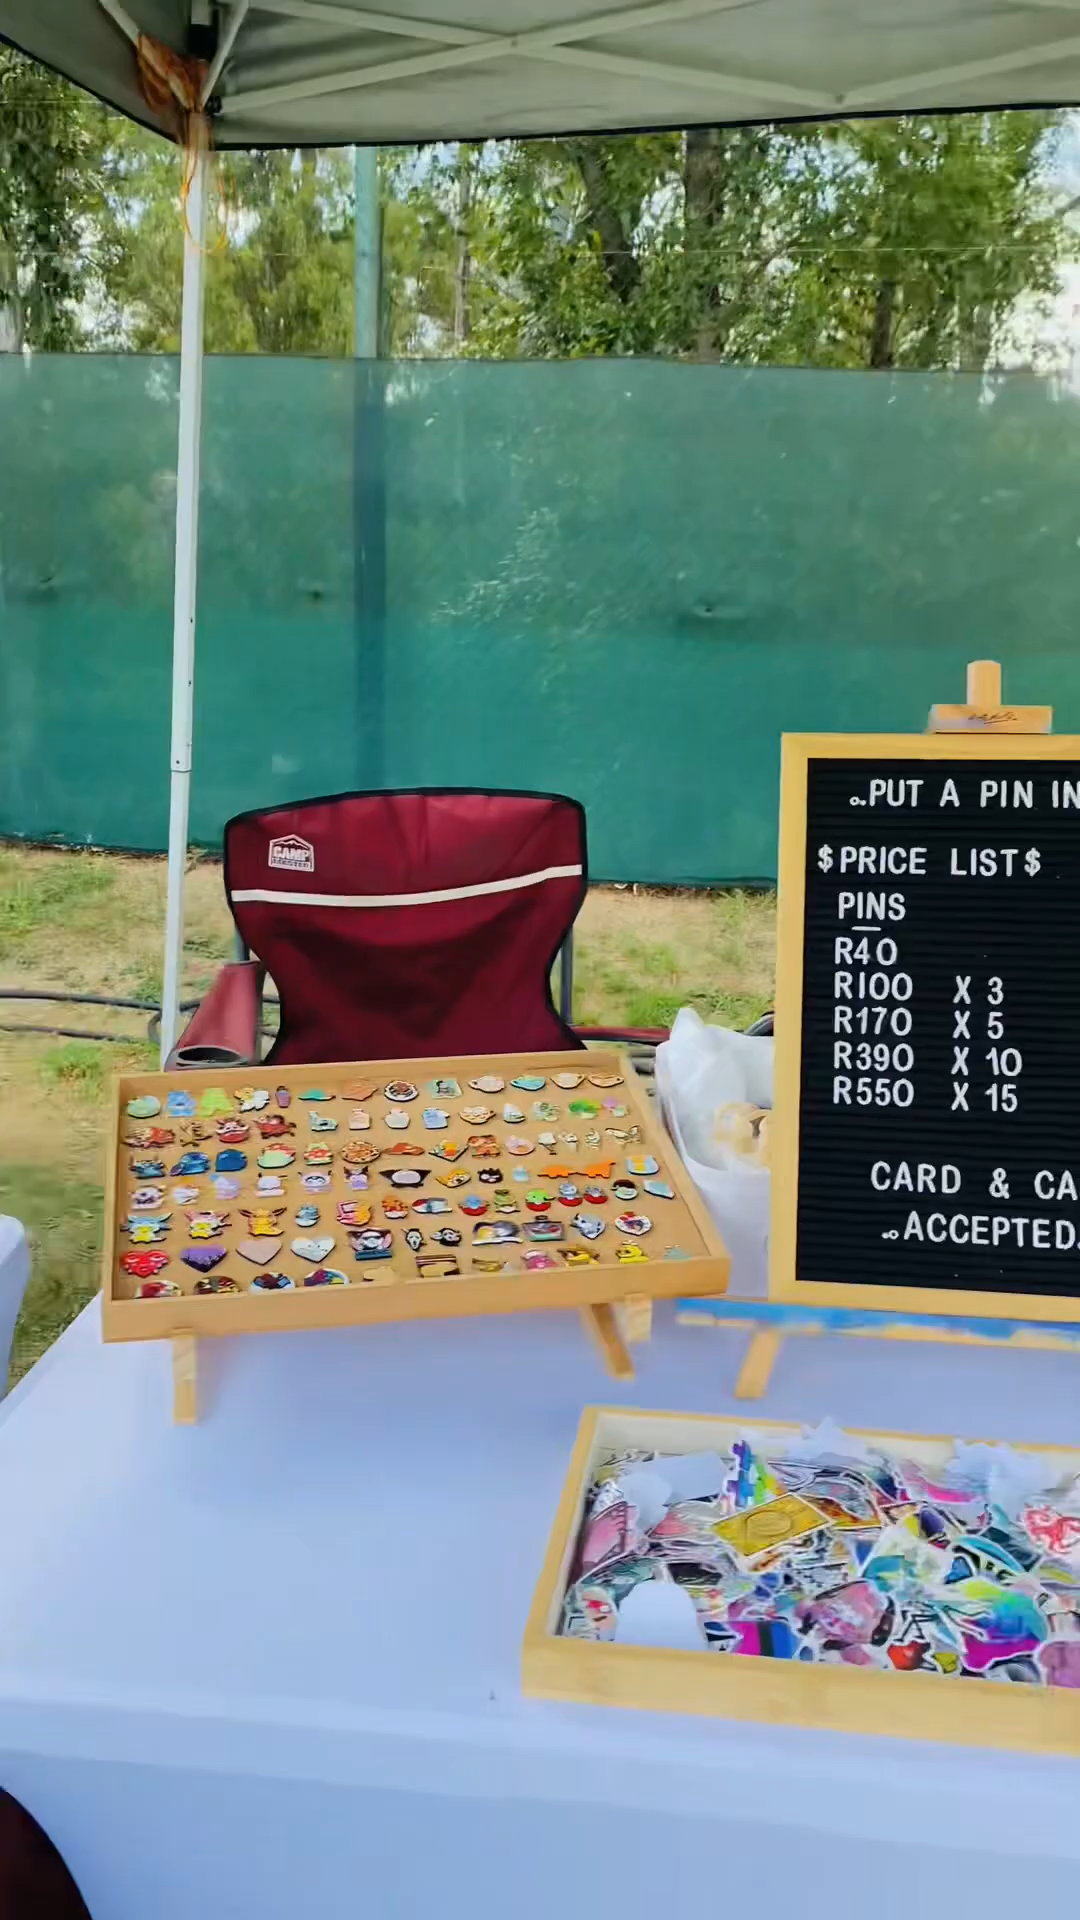 CAMP
MASTER
..PUT A PIN IN
$PRICE LIST$
PINS
R40
R100 X 3
R170 X 5
R390 X 10
R550 X 15
CARD & CA
..ACCEPTED.